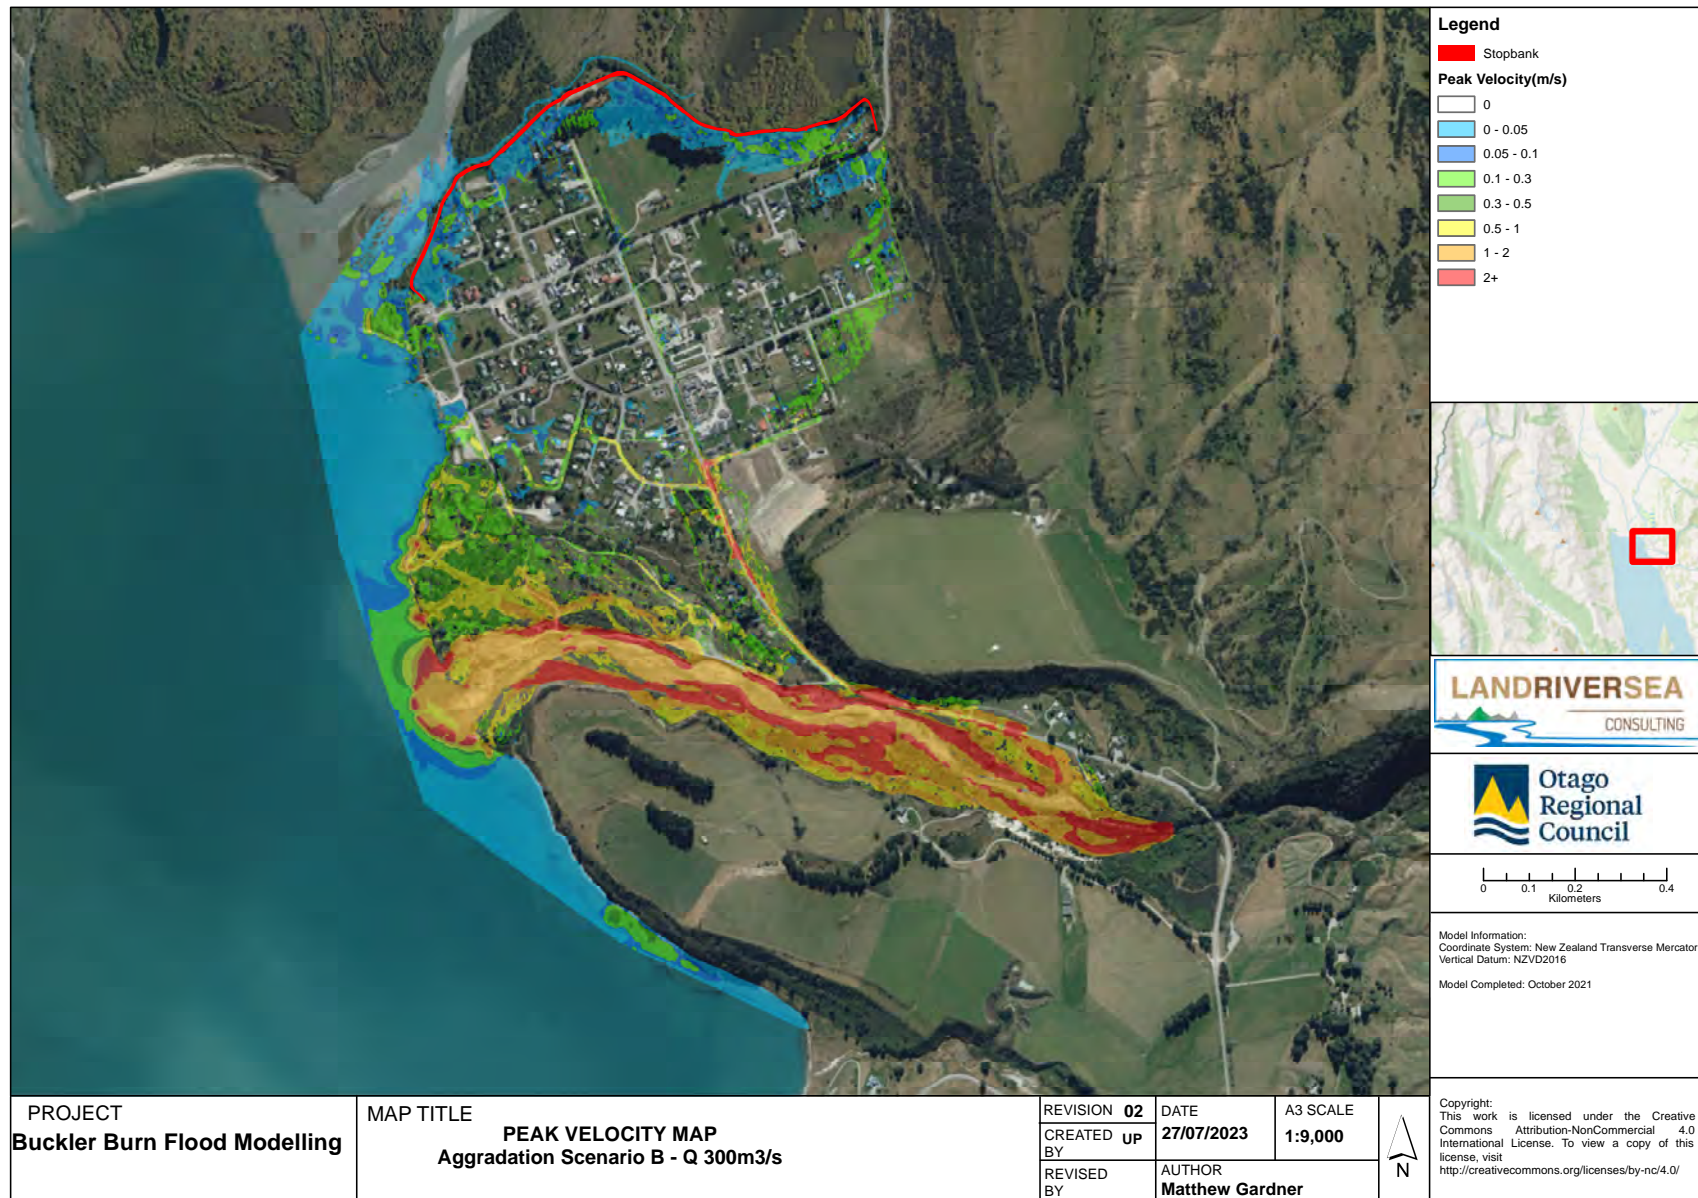 Legend
Stopbank
Peak Velocity(m/s)
0
0 - 0.05
0.05 - 0.1
0.1 - 0.3
0.3 - 0.5
0.5 - 1
1 - 2
2+
LANDRIVERSEA
CONSULTING
Otago
Regional
Council
0 0.1 0.2 0.4
Kilometers
Model Information:
Coordinate System: New Zealand Transverse Mercator
Vertical Datum: NZVD2016
Model Completed: October 2021
Copyright:
This work is licensed under the Creative
Commons Attribution-NonCommercial 4.0
International License. To view a copy of this
license, visit
http://creativecommons.org/licenses/by-nc/4.0/
PROJECT
Buckler Burn Flood Modelling
MAP TITLE
PEAK VELOCITY MAP
Aggradation Scenario B - Q 300m3/s
REVISION 02
CREATED BY UP
REVISED BY
DATE
27/07/2023
A3 SCALE
1:9,000
AUTHOR
Matthew Gardner
N